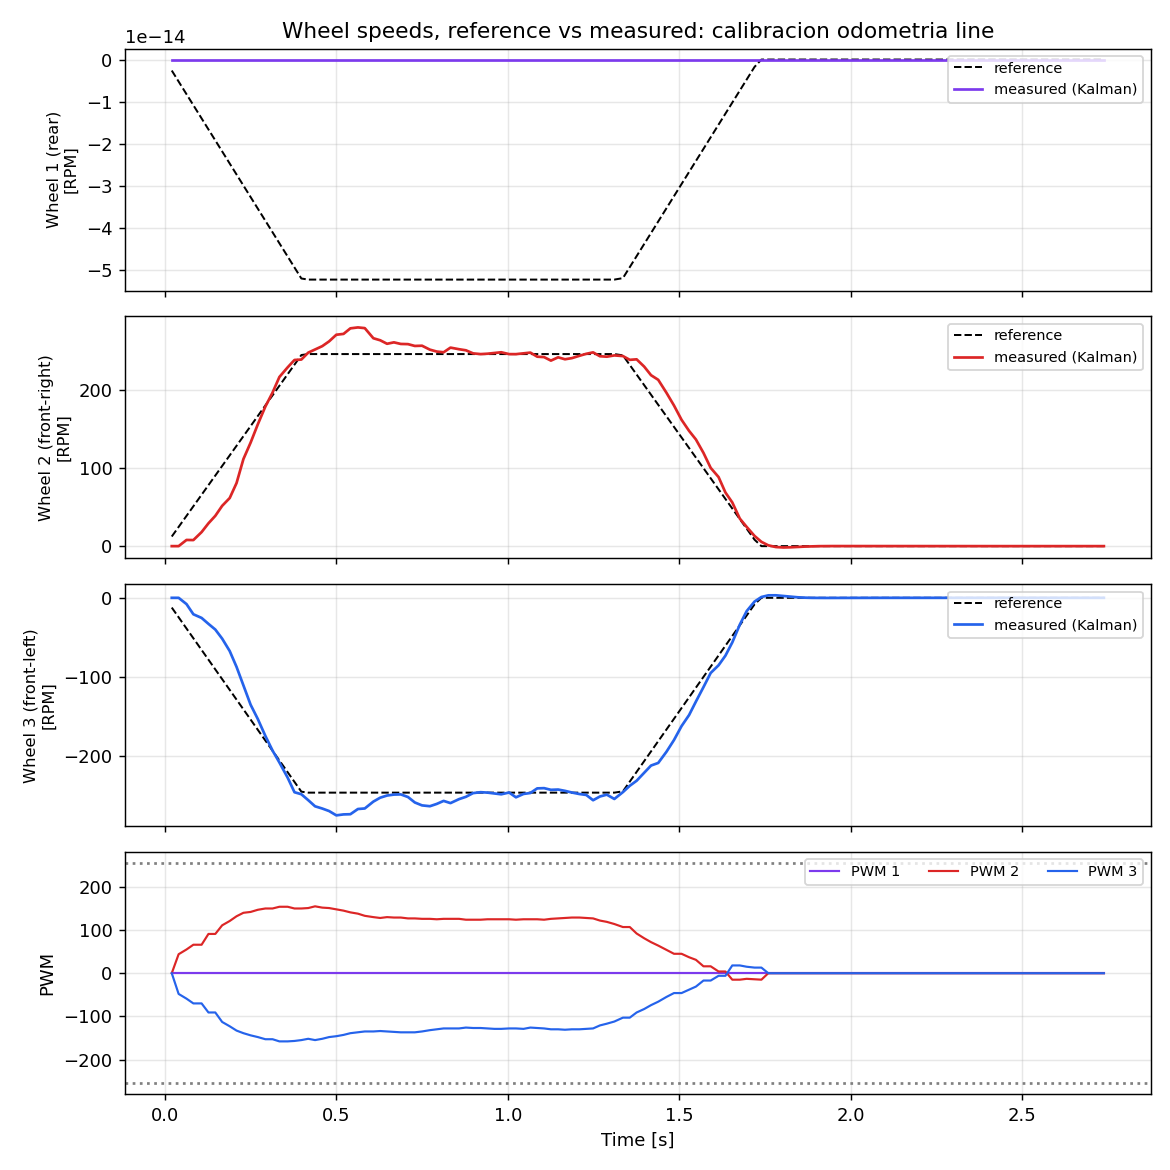 Wheel speeds, reference vs measured: calibracion odometria line
1e−14
Wheel 1 (rear)
[RPM]
0
−1
−2
−3
−4
−5
reference
measured (Kalman)
Wheel 2 (front-right)
[RPM]
200
100
0
reference
measured (Kalman)
Wheel 3 (front-left)
[RPM]
0
−100
−200
reference
measured (Kalman)
PWM
200
100
0
−100
−200
PWM 1
PWM 2
PWM 3
0.0
0.5
1.0
1.5
2.0
2.5
Time [s]